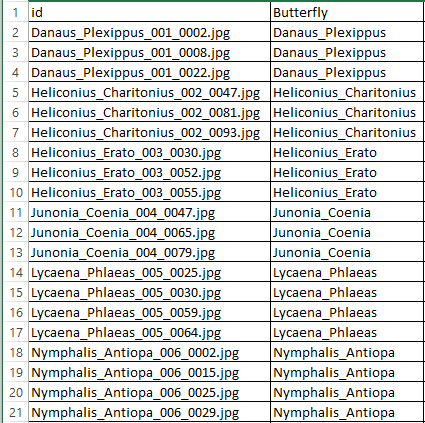 1 id Butterfly
2 Danaus_Plexippus_001_0002.jpg Danaus_Plexippus
3 Danaus_Plexippus_001_0008.jpg Danaus_Plexippus
4 Danaus_Plexippus_001_0022.jpg Danaus_Plexippus
5 Heliconius_Charitonius_002_0047.jpg Heliconius_Charitonius
6 Heliconius_Charitonius_002_0081.jpg Heliconius_Charitonius
7 Heliconius_Charitonius_002_0093.jpg Heliconius_Charitonius
8 Heliconius_Erato_003_0030.jpg Heliconius_Erato
9 Heliconius_Erato_003_0052.jpg Heliconius_Erato
10 Heliconius_Erato_003_0055.jpg Heliconius_Erato
11 Junonia_Coenia_004_0047.jpg Junonia_Coenia
12 Junonia_Coenia_004_0065.jpg Junonia_Coenia
13 Junonia_Coenia_004_0079.jpg Junonia_Coenia
14 Lycaena_Phlaeas_005_0025.jpg Lycaena_Phlaeas
15 Lycaena_Phlaeas_005_0030.jpg Lycaena_Phlaeas
16 Lycaena_Phlaeas_005_0059.jpg Lycaena_Phlaeas
17 Lycaena_Phlaeas_005_0064.jpg Lycaena_Phlaeas
18 Nymphalis_Antiopa_006_0002.jpg Nymphalis_Antiopa
19 Nymphalis_Antiopa_006_0015.jpg Nymphalis_Antiopa
20 Nymphalis_Antiopa_006_0025.jpg Nymphalis_Antiopa
21 Nymphalis_Antiopa_006_0029.jpg Nymphalis_Antiopa